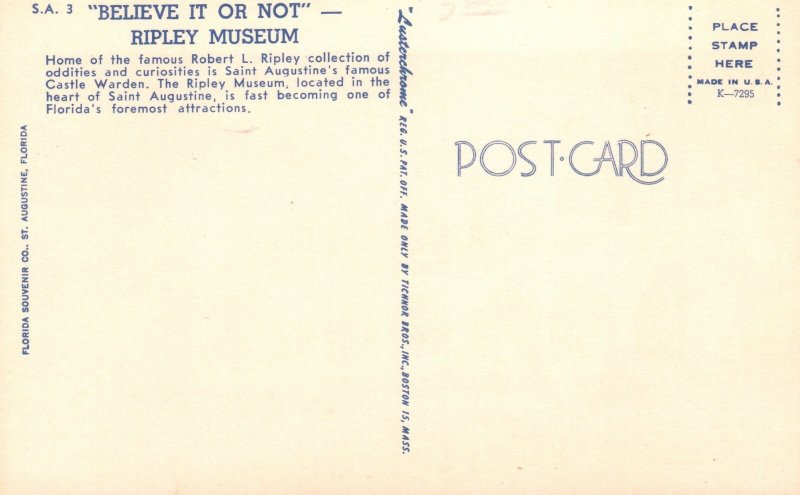 S.A. 3 "BELIEVE IT OR NOT" —
RIPLEY MUSEUM
Home of the famous Robert L. Ripley collection of
oddities and curiosities is Saint Augustine's famous
Castle Warden. The Ripley Museum, located in the
heart of Saint Augustine, is fast becoming one of
Florida's foremost attractions.
FLORIDA SOUVENIR CO., ST. AUGUSTINE, FLORIDA
"Lusterchrome" REG. U.S. PAT. OFF. MADE ONLY BY TICHNOR BROS., INC., BOSTON 15, MASS.
POST·CARD
PLACE
STAMP
HERE
MADE IN U.S.A.
K—7295